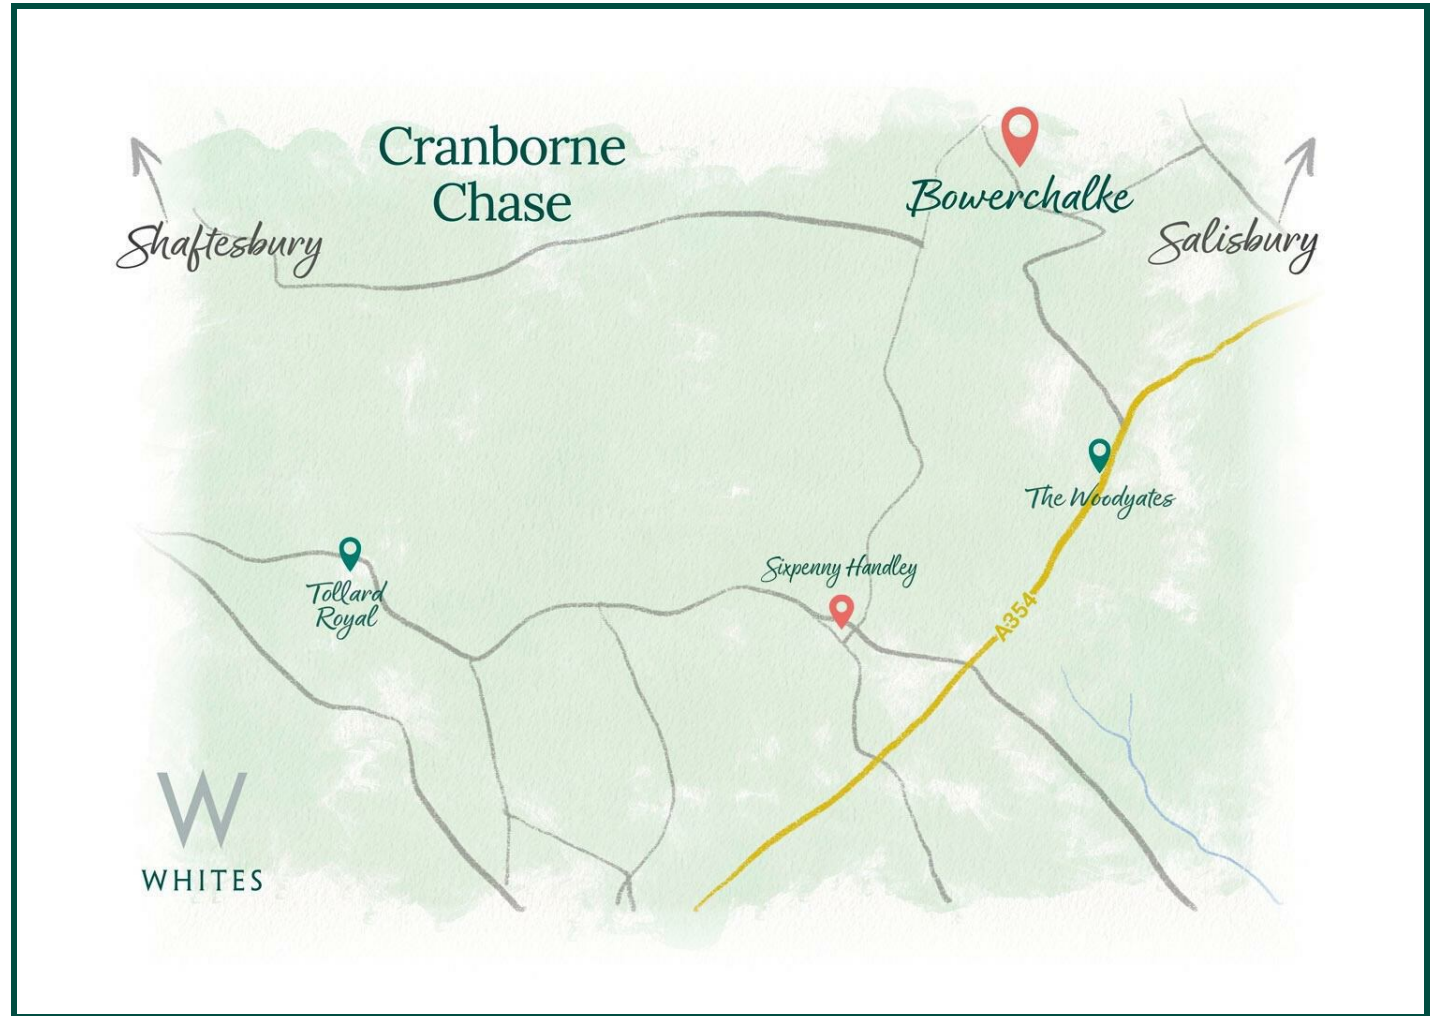 Cranborne
Chase
Bowerchalke
Shaftesbury
Salisbury
The Woodyates
Sixpenny Handley
Tollard
Royal
A354
W
WHITES